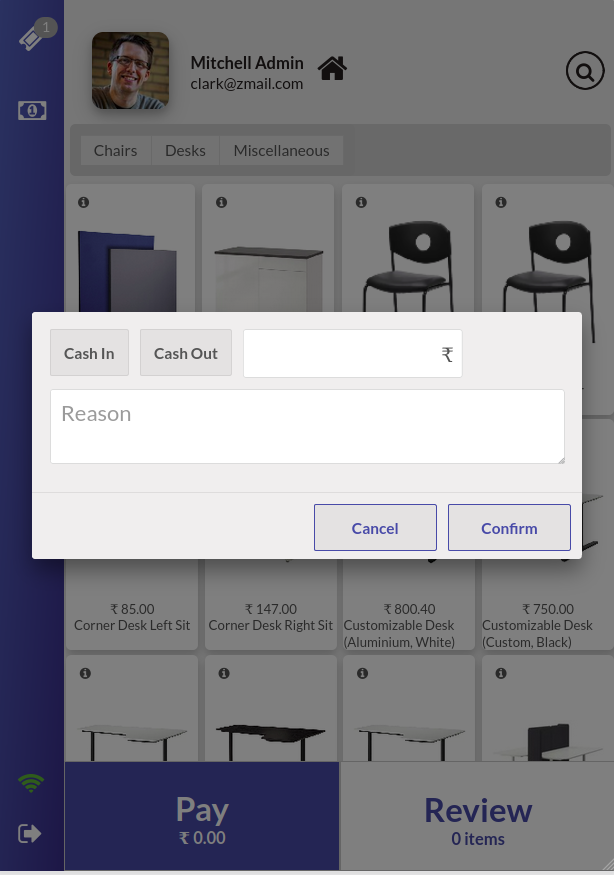 1
Mitchell Admin
clark@zmail.com
Chairs Desks Miscellaneous
Cash In Cash Out ₹
Reason
Cancel Confirm
₹ 85.00 ₹ 147.00 ₹ 800.40 ₹ 750.00
Corner Desk Left Sit Corner Desk Right Sit Customizable Desk Customizable Desk
(Aluminium, White) (Custom, Black)
Pay Review
₹ 0.00 0 items